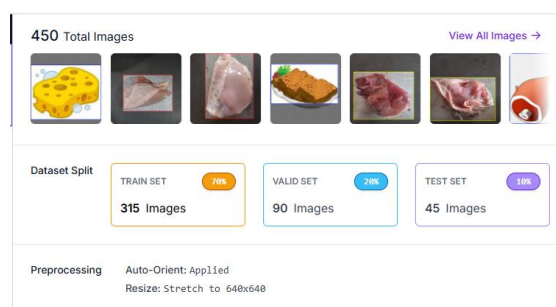 450 Total Images
View All Images →
Dataset Split
TRAIN SET 70%
315 Images
VALID SET 20%
90 Images
TEST SET 10%
45 Images
Preprocessing
Auto-Orient: Applied
Resize: Stretch to 640x640